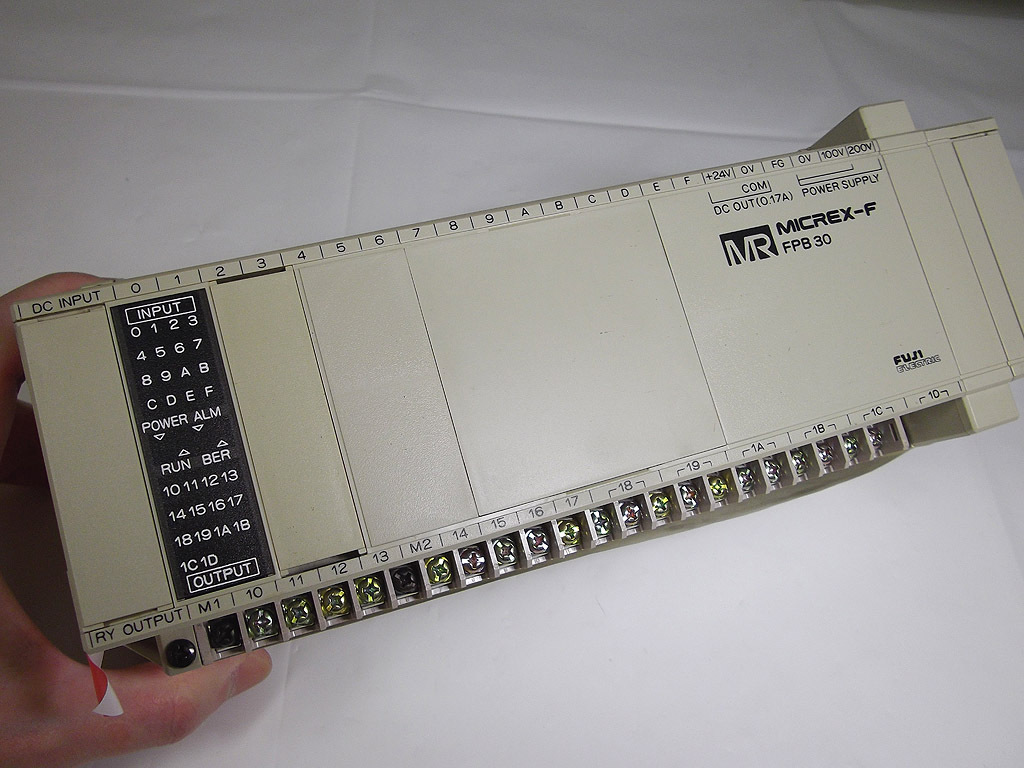 DC INPUT 0 1 2 3 4 5 6 7 8 9 A B C D E F +24V 0V FG 0V 100V 200V
COM
DC OUT(0.17A)
POWER SUPPLY
MR MICREX-F
FPB 30
FUJI
ELECTRIC
INPUT
0 1 2 3
4 5 6 7
8 9 A B
C D E F
POWER ALM
RUN BER
10 11 12 13
14 15 16 17
18 19 1A 1B
1C 1D
OUTPUT
RY OUTPUT M1 10 11 12 13 M2 14 15 16 17 18 19 1A 1B 1C 1D